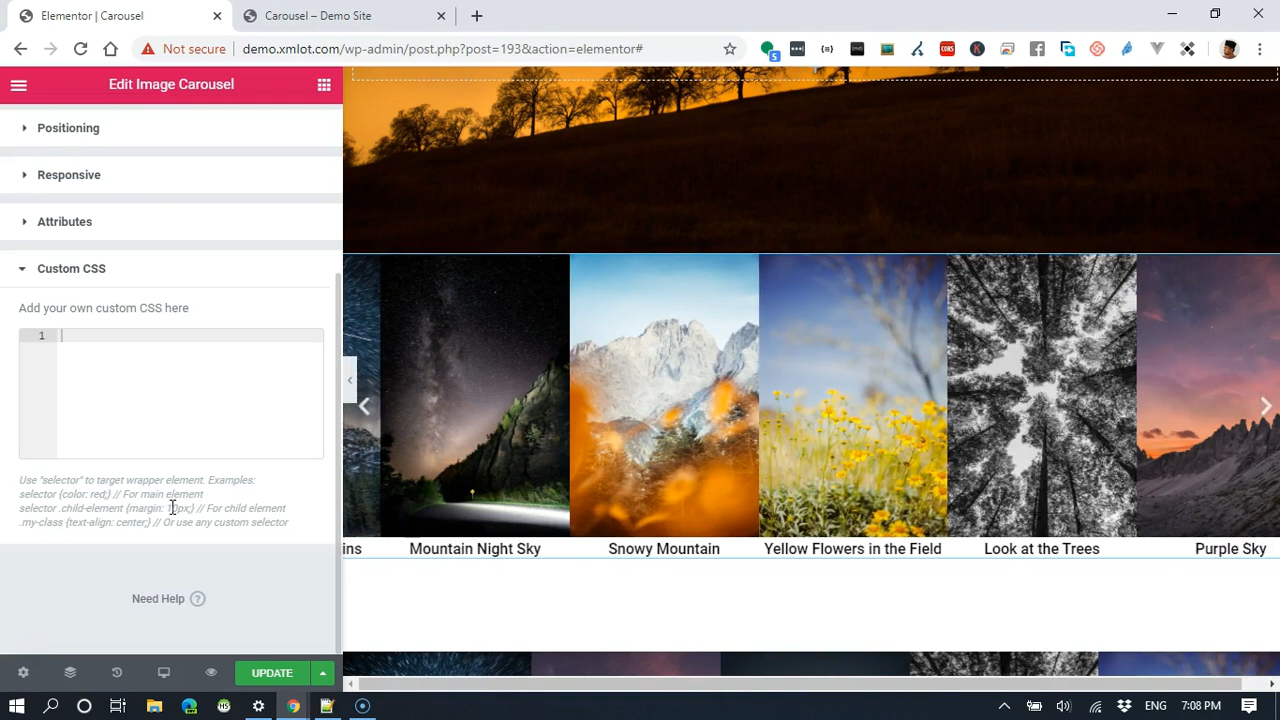 Elementor | Carousel
Carousel – Demo Site
Not secure
demo.xmlot.com/wp-admin/post.php?post=193&action=elementor#
Edit Image Carousel
Positioning
Responsive
Attributes
Custom CSS
Add your own custom CSS here
1
Use "selector" to target wrapper element. Examples:
selector {color: red;} // For main element
selector .child-element {margin: 10px;} // For child element
.my-class {text-align: center;} // Or use any custom selector
Need Help ?
UPDATE
ins
Mountain Night Sky
Snowy Mountain
Yellow Flowers in the Field
Look at the Trees
Purple Sky
ENG
7:08 PM